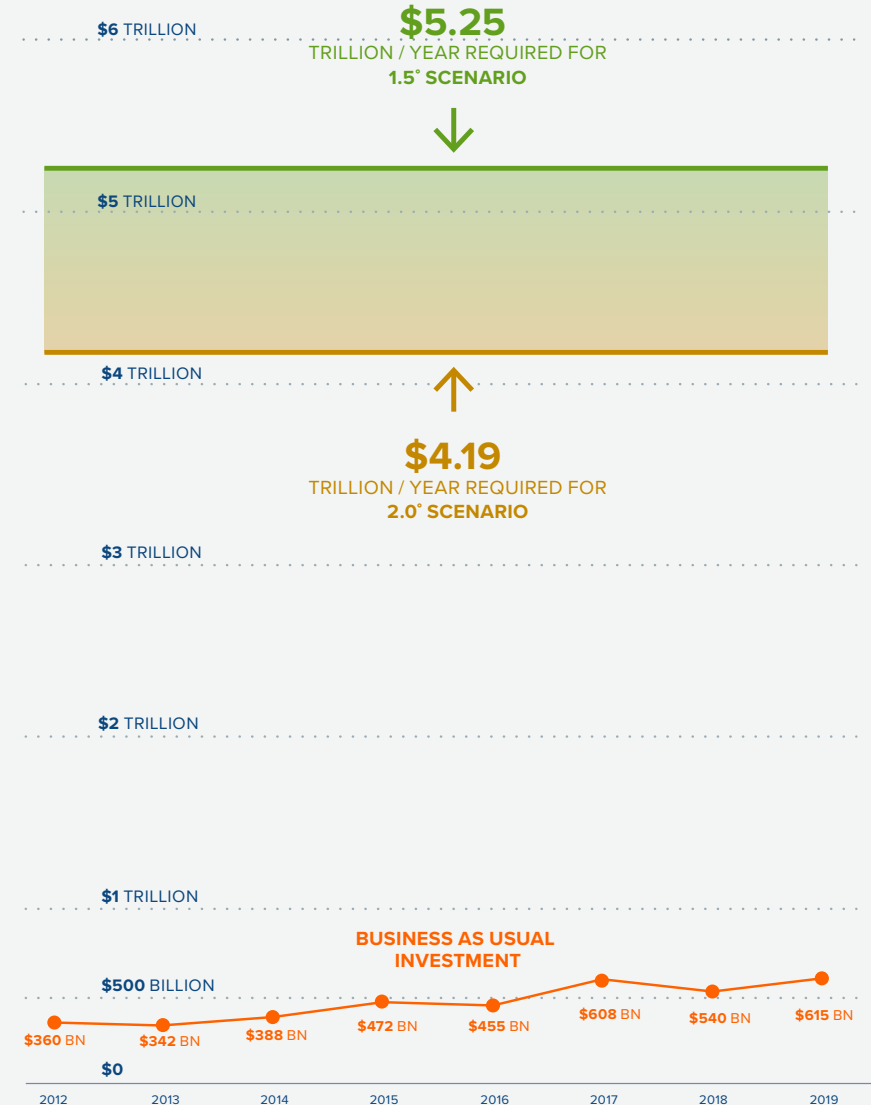 $5.25
$6 TRILLION
TRILLION / YEAR REQUIRED FOR
1.5° SCENARIO
$5 TRILLION
$4 TRILLION
$4.19
TRILLION / YEAR REQUIRED FOR
2.0° SCENARIO
$3 TRILLION
$2 TRILLION
$1 TRILLION
BUSINESS AS USUAL
INVESTMENT
$500 BILLION
$360 BN
$342 BN
$388 BN
$472 BN
$455 BN
$608 BN
$540 BN
$615 BN
$0
2012 2013 2014 2015 2016 2017 2018 2019